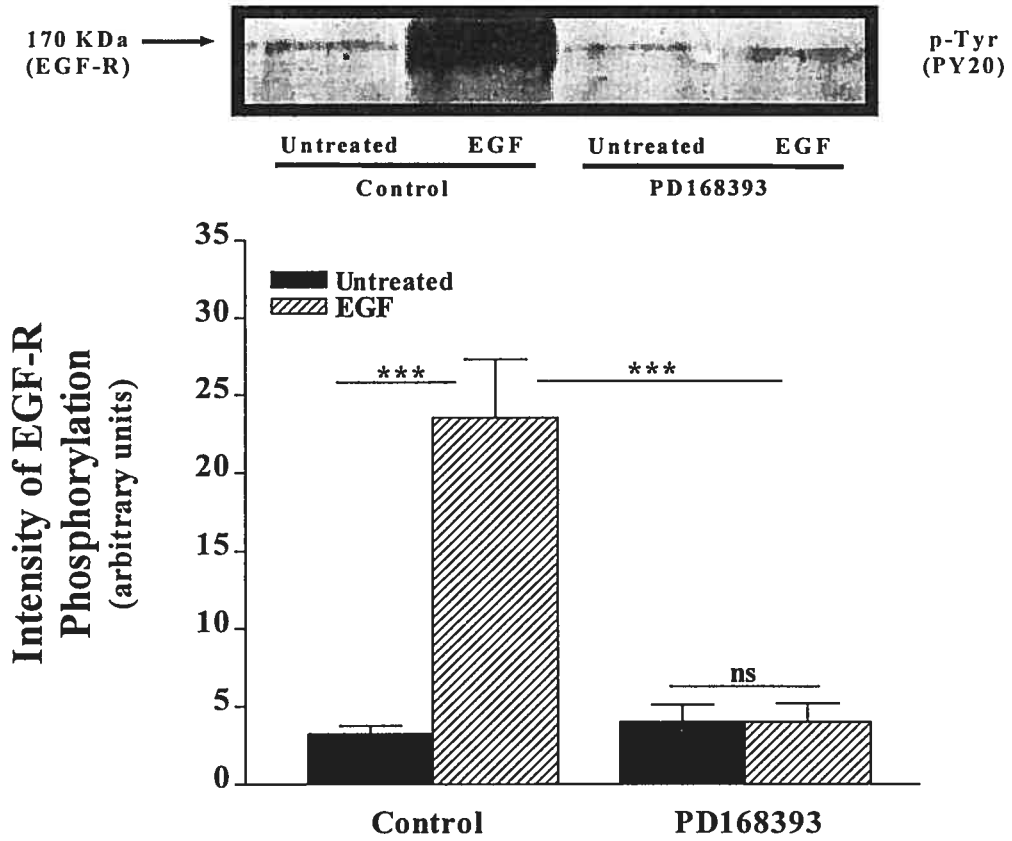 170 KDa
(EGF-R)
p-Tyr
(PY20)
Untreated EGF Untreated EGF
Control PD168393
35
30
25
20
15
10
5
0
Intensity of EGF-R
Phosphorylation
(arbitrary units)
Untreated
EGF
*** ***
ns
Control PD168393